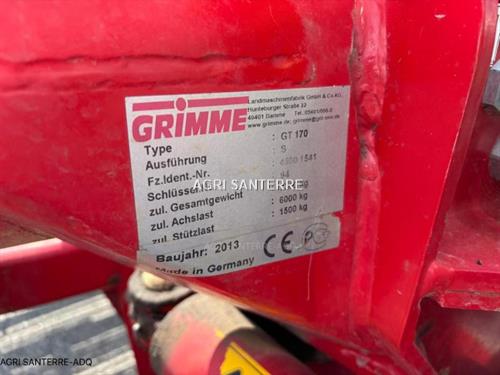 GRIMME
Landmaschinenfabrik GmbH & Co.KG.
Hunteburger Straße 32
49401 Damme Tel.
Type : GT 170
Ausführung : S
Fz.Ident.-Nr.
Schlüssel
zul. Gesamtgewicht
zul. Achslast : 6000 kg
zul. Stützlast : 1500 kg
Baujahr: 2013 CE
Made in Germany
AGRI SANTERRE
AGRI SANTERRE-ADQ